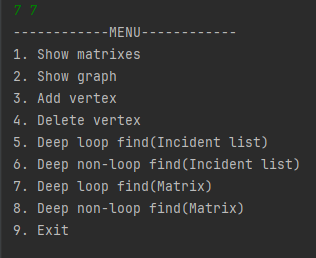 7 7
------------MENU------------
1. Show matrixes
2. Show graph
3. Add vertex
4. Delete vertex
5. Deep loop find(Incident list)
6. Deep non-loop find(Incident list)
7. Deep loop find(Matrix)
8. Deep non-loop find(Matrix)
9. Exit